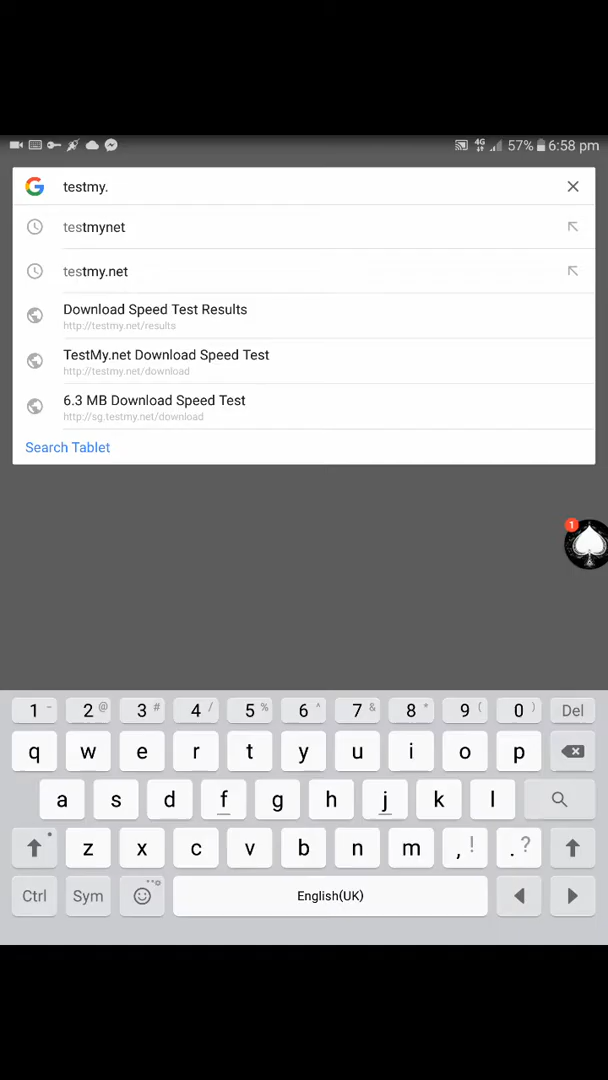 4G 57% 6:58 pm
testmy.
testmynet
testmy.net
Download Speed Test Results
http://testmy.net/results
TestMy.net Download Speed Test
http://testmy.net/download
6.3 MB Download Speed Test
http://sg.testmy.net/download
Search Tablet
1
1 - 2 @ 3 # 4 / 5 % 6 ^ 7 & 8 * 9 ( 0 ) Del
q w e r t y u i o p
a s d f g h j k l
z x c v b n m , ! . ?
Ctrl Sym English(UK)